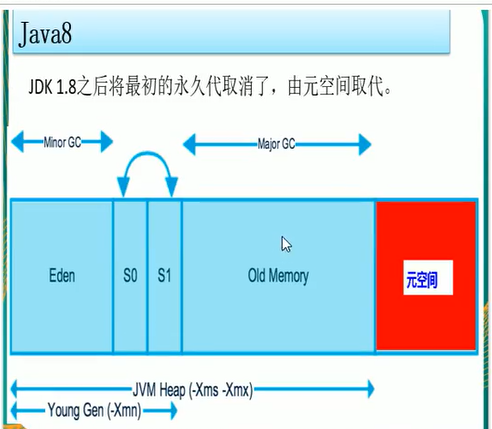 Java8
JDK 1.8之后将最初的永久代取消了，由元空间取代。
Minor GC
Major GC
Eden
S0
S1
Old Memory
元空间
JVM Heap (-Xms -Xmx)
Young Gen (-Xmn)